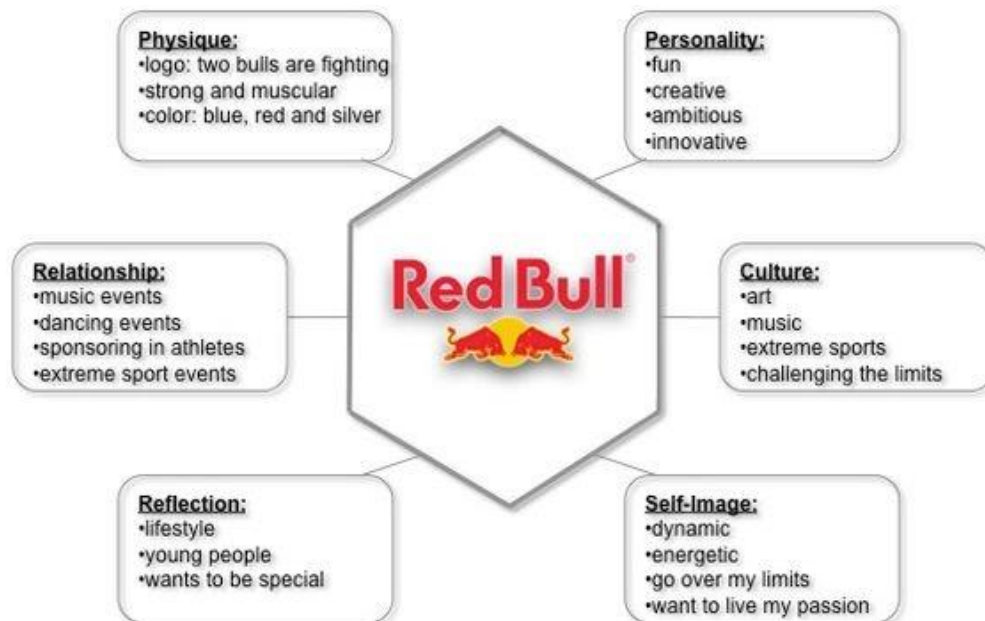 Physique:
•logo: two bulls are fighting
•strong and muscular
•color: blue, red and silver
Personality:
•fun
•creative
•ambitious
•innovative
Relationship:
•music events
•dancing events
•sponsoring in athletes
•extreme sport events
Red Bull®
Culture:
•art
•music
•extreme sports
•challenging the limits
Reflection:
•lifestyle
•young people
•wants to be special
Self-Image:
•dynamic
•energetic
•go over my limits
•want to live my passion